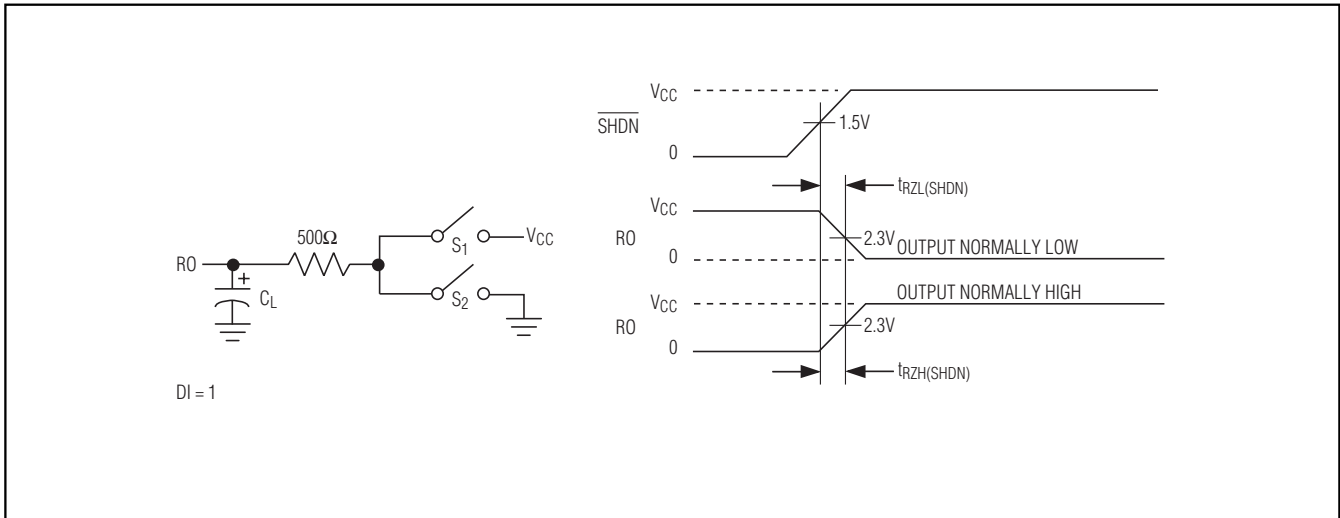 500Ω
RO
+
CL
S1
VCC
S2
DI = 1
VCC
SHDN
0
1.5V
tRZL(SHDN)
VCC
RO
0
2.3V
OUTPUT NORMALLY LOW
VCC
RO
0
OUTPUT NORMALLY HIGH
2.3V
tRZH(SHDN)